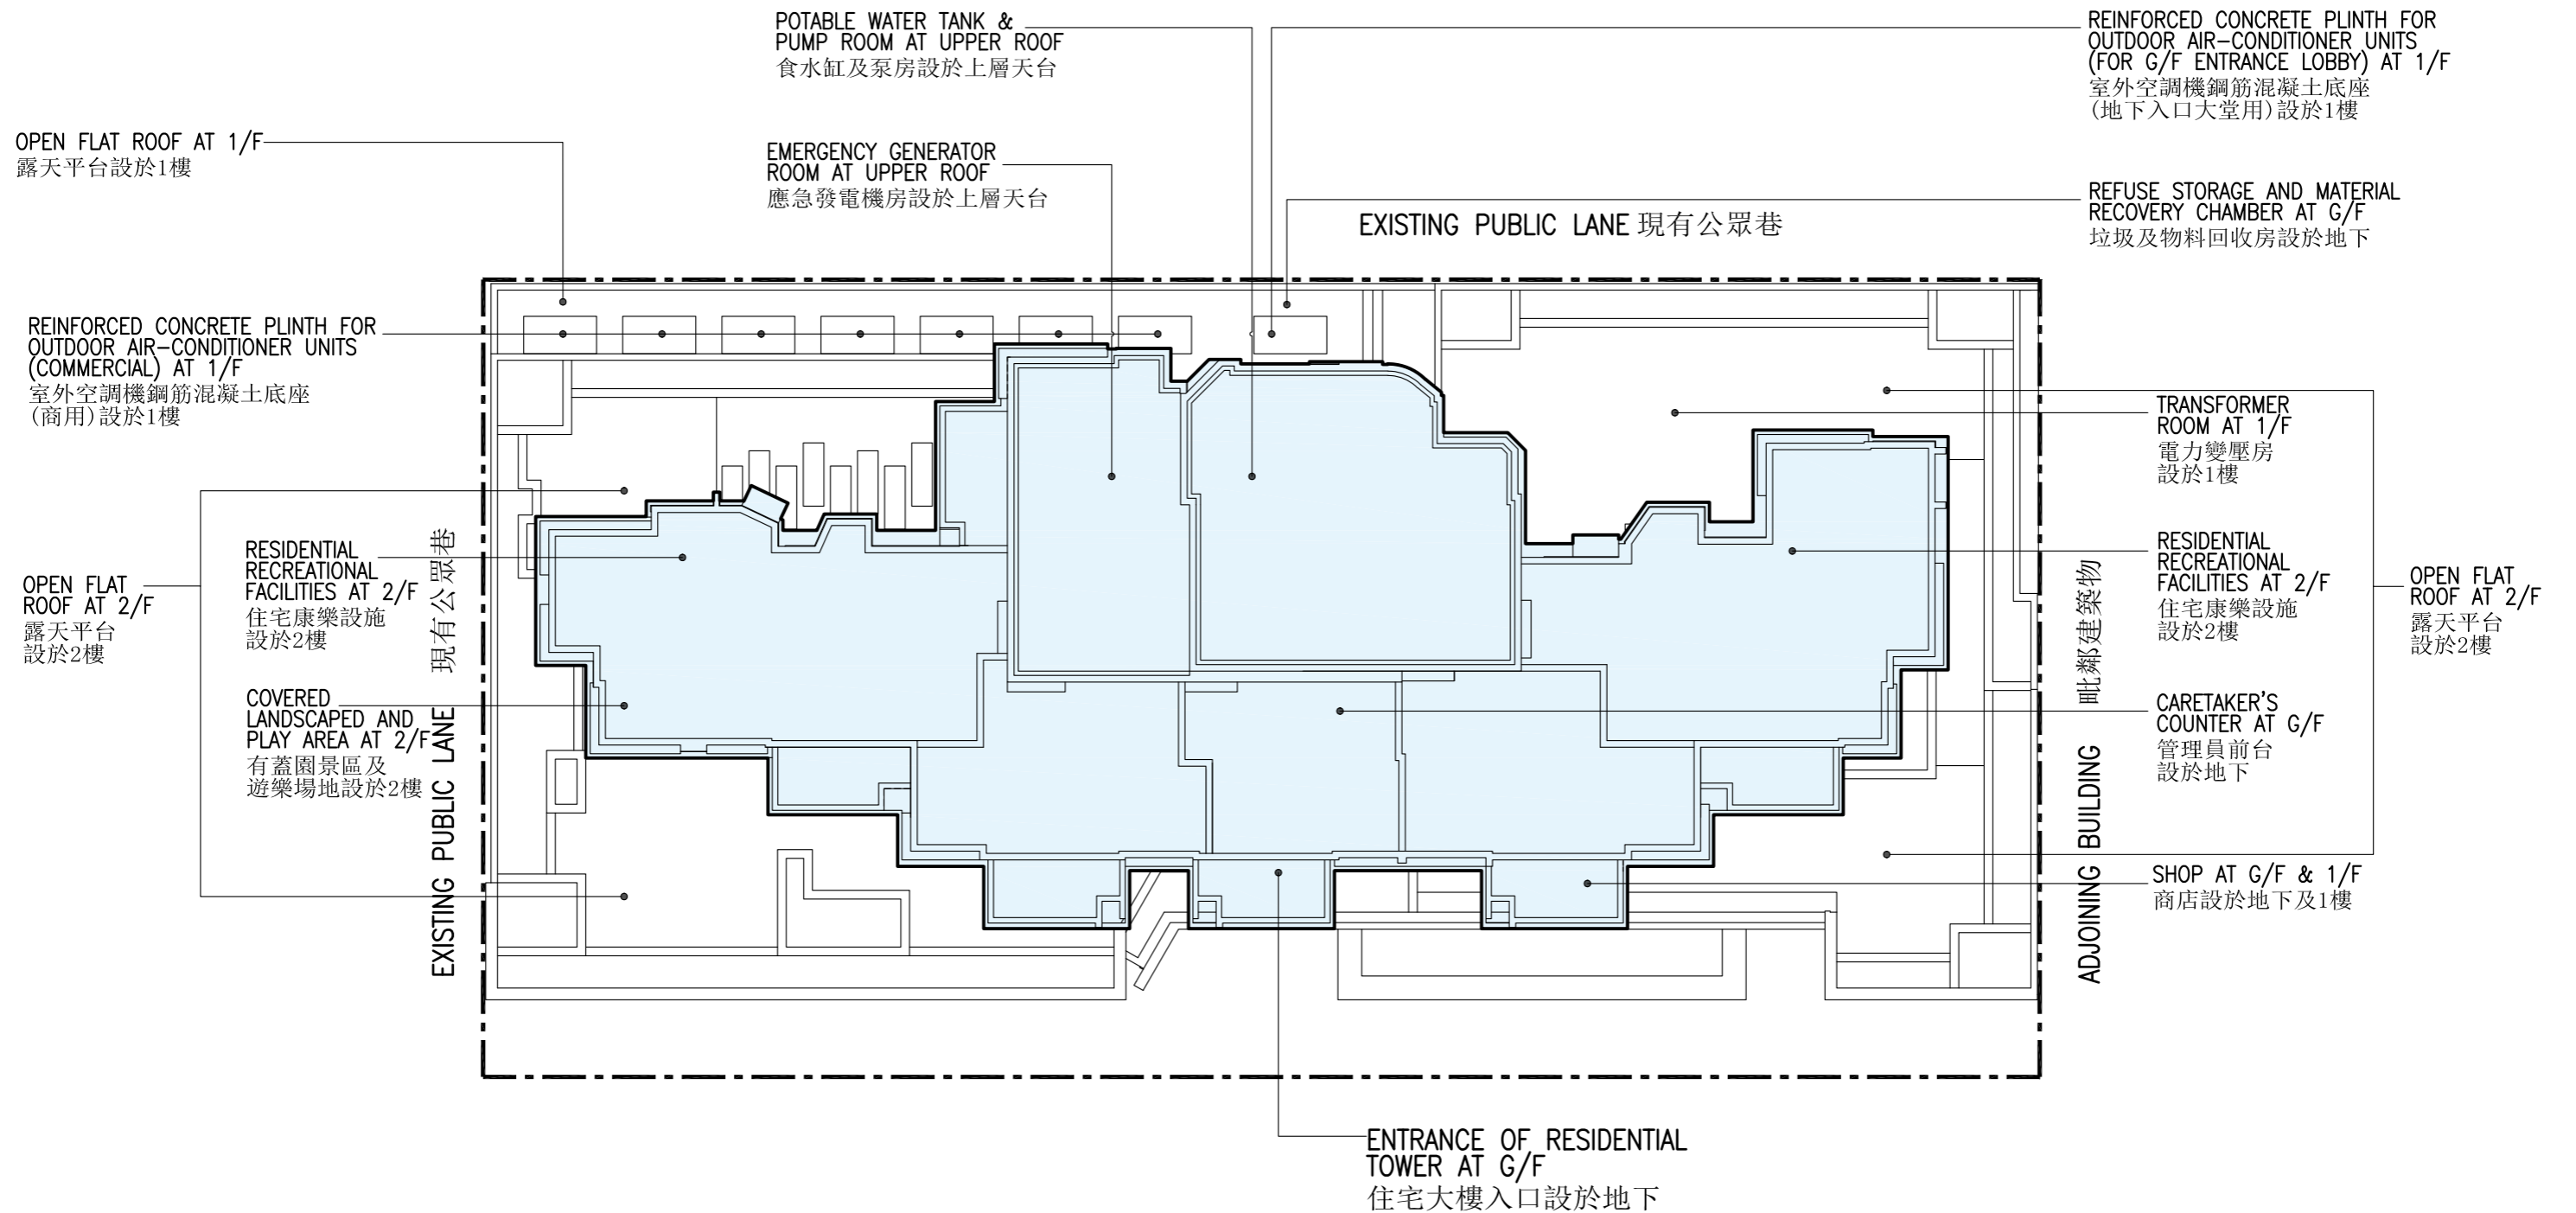 POTABLE WATER TANK &
PUMP ROOM AT UPPER ROOF
食水缸及泵房設於上層天台
REINFORCED CONCRETE PLINTH FOR
OUTDOOR AIR-CONDITIONER UNITS
(FOR G/F ENTRANCE LOBBY) AT 1/F
室外空調機鋼筋混凝土底座
(地下入口大堂用)設於1樓
OPEN FLAT ROOF AT 1/F
露天平台設於1樓
EMERGENCY GENERATOR
ROOM AT UPPER ROOF
應急發電機房設於上層天台
REFUSE STORAGE AND MATERIAL
RECOVERY CHAMBER AT G/F
垃圾及物料回收房設於地下
EXISTING PUBLIC LANE 現有公眾巷
REINFORCED CONCRETE PLINTH FOR
OUTDOOR AIR-CONDITIONER UNITS
(COMMERCIAL) AT 1/F
室外空調機鋼筋混凝土底座
(商用)設於1樓
TRANSFORMER
ROOM AT 1/F
電力變壓房
設於1樓
OPEN FLAT
ROOF AT 2/F
露天平台
設於2樓
RESIDENTIAL
RECREATIONAL
FACILITIES AT 2/F
住宅康樂設施
設於2樓
COVERED
LANDSCAPED AND
PLAY AREA AT 2/F
有蓋園景區及
遊樂場地設於2樓
EXISTING PUBLIC LANE 現有公眾巷
ADJOINING BUILDING 毗鄰建築物
RESIDENTIAL
RECREATIONAL
FACILITIES AT 2/F
住宅康樂設施
設於2樓
OPEN FLAT
ROOF AT 2/F
露天平台
設於2樓
CARETAKER'S
COUNTER AT G/F
管理員前台
設於地下
SHOP AT G/F & 1/F
商店設於地下及1樓
ENTRANCE OF RESIDENTIAL
TOWER AT G/F
住宅大樓入口設於地下